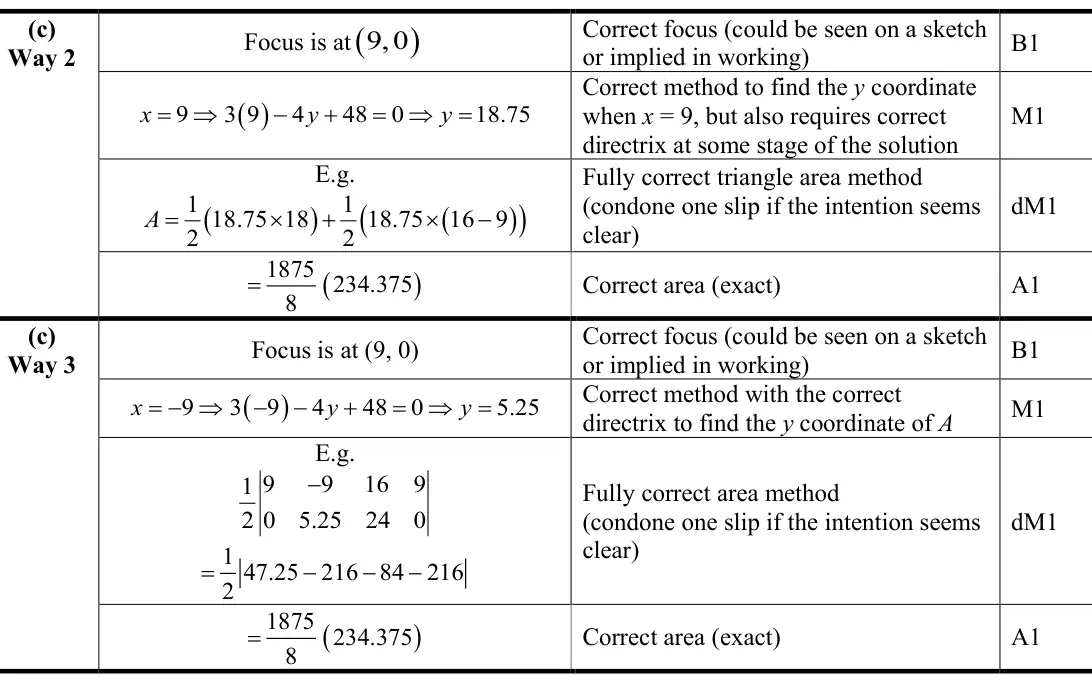 (c)
Way 2
Focus is at (9, 0)
Correct focus (could be seen on a sketch
or implied in working)
B1
x = 9 ⇒ 3(9) − 4y + 48 = 0 ⇒ y = 18.75
Correct method to find the y coordinate
when x = 9, but also requires correct
directrix at some stage of the solution
M1
E.g.
A = 1/2 (18.75×18) + 1/2 (18.75×(16−9))
Fully correct triangle area method
(condone one slip if the intention seems
clear)
dM1
= 1875/8 (234.375)
Correct area (exact)
A1
(c)
Way 3
Focus is at (9, 0)
Correct focus (could be seen on a sketch
or implied in working)
B1
x = −9 ⇒ 3(−9) − 4y + 48 = 0 ⇒ y = 5.25
Correct method with the correct
directrix to find the y coordinate of A
M1
E.g.
1/2 |9 −9 16 9|
|0 5.25 24 0|
= 1/2 |47.25 − 216 − 84 − 216|
Fully correct area method
(condone one slip if the intention seems
clear)
dM1
= 1875/8 (234.375)
Correct area (exact)
A1